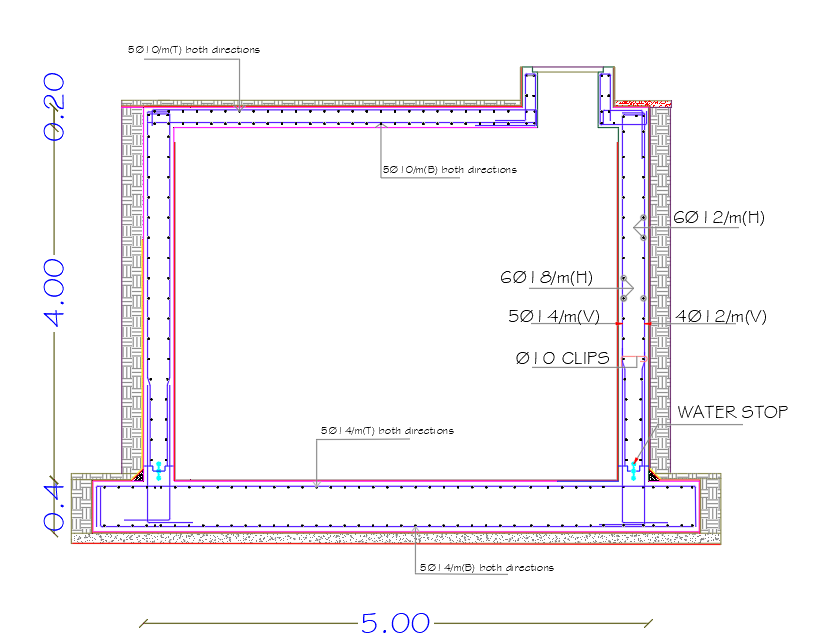 5Ø10/m(T) both directions
0.20
5Ø10/m(B) both directions
6Ø12/m(H)
4.00
6Ø18/m(H)
5Ø14/m(V)
4Ø12/m(V)
Ø10 CLIPS
WATER STOP
5Ø14/m(T) both directions
0.4
5Ø14/m(B) both directions
5.00